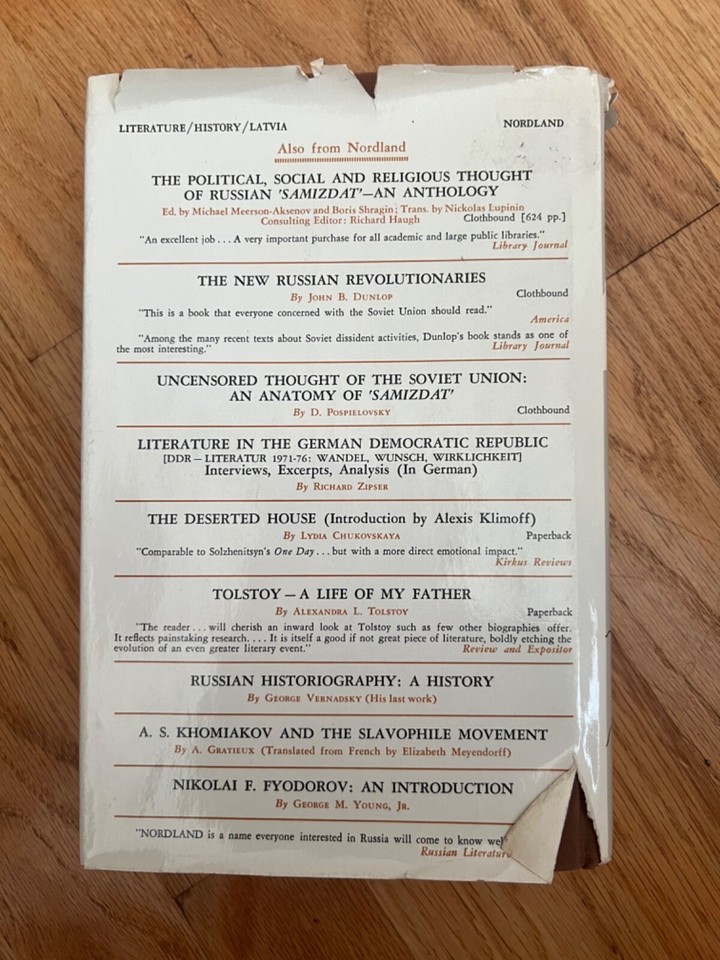 LITERATURE/HISTORY/LATVIA NORDLAND
Also from Nordland
THE POLITICAL, SOCIAL AND RELIGIOUS THOUGHT
OF RUSSIAN 'SAMIZDAT'—AN ANTHOLOGY
Ed. by Michael Meerson-Aksenov and Boris Shragin; Trans. by Nickolas Lupinin
Consulting Editor: Richard Haugh Clothbound [624 pp.]
"An excellent job . . . A very important purchase for all academic and large public libraries."
Library Journal
THE NEW RUSSIAN REVOLUTIONARIES
By JOHN B. DUNLOP Clothbound
"This is a book that everyone concerned with the Soviet Union should read."
America
"Among the many recent texts about Soviet dissident activities, Dunlop's book stands as one of
the most interesting." Library Journal
UNCENSORED THOUGHT OF THE SOVIET UNION:
AN ANATOMY OF 'SAMIZDAT'
By D. POSPIELOVSKY Clothbound
LITERATURE IN THE GERMAN DEMOCRATIC REPUBLIC
[DDR — LITERATUR 1971-76: WANDEL, WUNSCH, WIRKLICHKEIT]
Interviews, Excerpts, Analysis (In German)
By RICHARD ZIPSER
THE DESERTED HOUSE (Introduction by Alexis Klimoff)
By LYDIA CHUKOVSKAYA Paperback
"Comparable to Solzhenitsyn's One Day . . . but with a more direct emotional impact."
Kirkus Reviews
TOLSTOY — A LIFE OF MY FATHER
By ALEXANDRA L. TOLSTOY Paperback
"The reader . . . will cherish an inward look at Tolstoy such as few other biographies offer.
It reflects painstaking research. . . . It is itself a good if not great piece of literature, boldly etching the
evolution of an even greater literary event." Review and Expositor
RUSSIAN HISTORIOGRAPHY: A HISTORY
By GEORGE VERNADSKY (His last work)
A. S. KHOMIAKOV AND THE SLAVOPHILE MOVEMENT
By A. GRATIEUX (Translated from French by Elizabeth Meyendorff)
NIKOLAI F. FYODOROV: AN INTRODUCTION
By GEORGE M. YOUNG, JR.
"NORDLAND is a name everyone interested in Russia will come to know
Russian